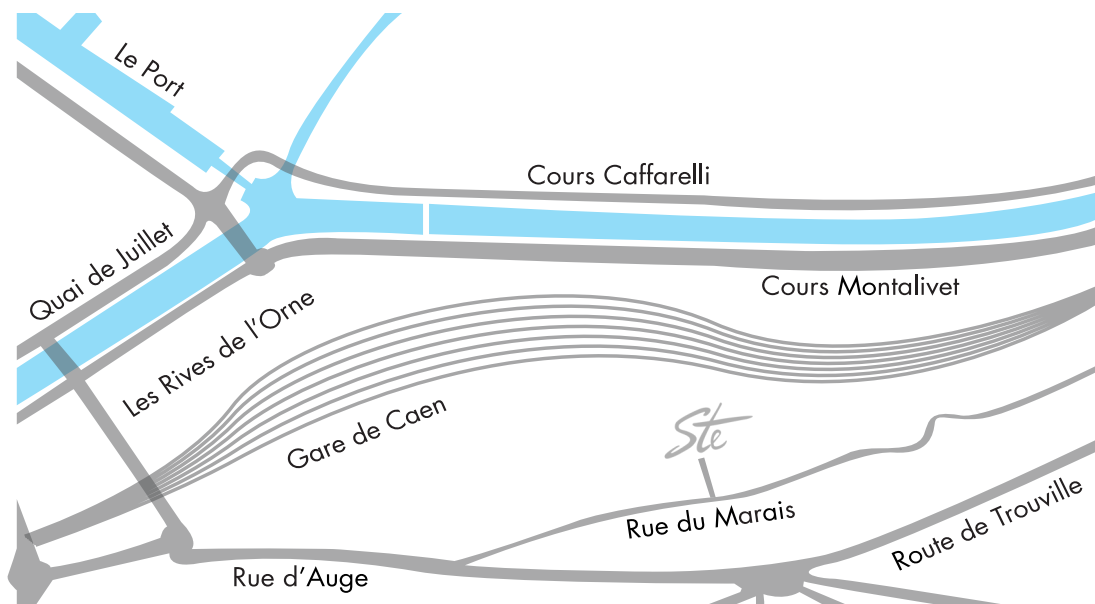 Le Port
Cours Caffarelli
Quai de Juillet
Cours Montalivet
Les Rives de l'Orne
Gare de Caen
Ste
Rue du Marais
Route de Trouville
Rue d'Auge